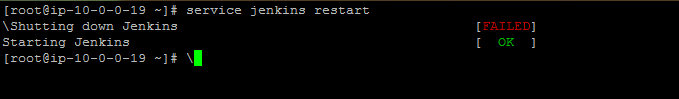 [root@ip-10-0-0-19 ~]# service jenkins restart
\Shutting down Jenkins [FAILED]
Starting Jenkins [  OK  ]
[root@ip-10-0-0-19 ~]# \